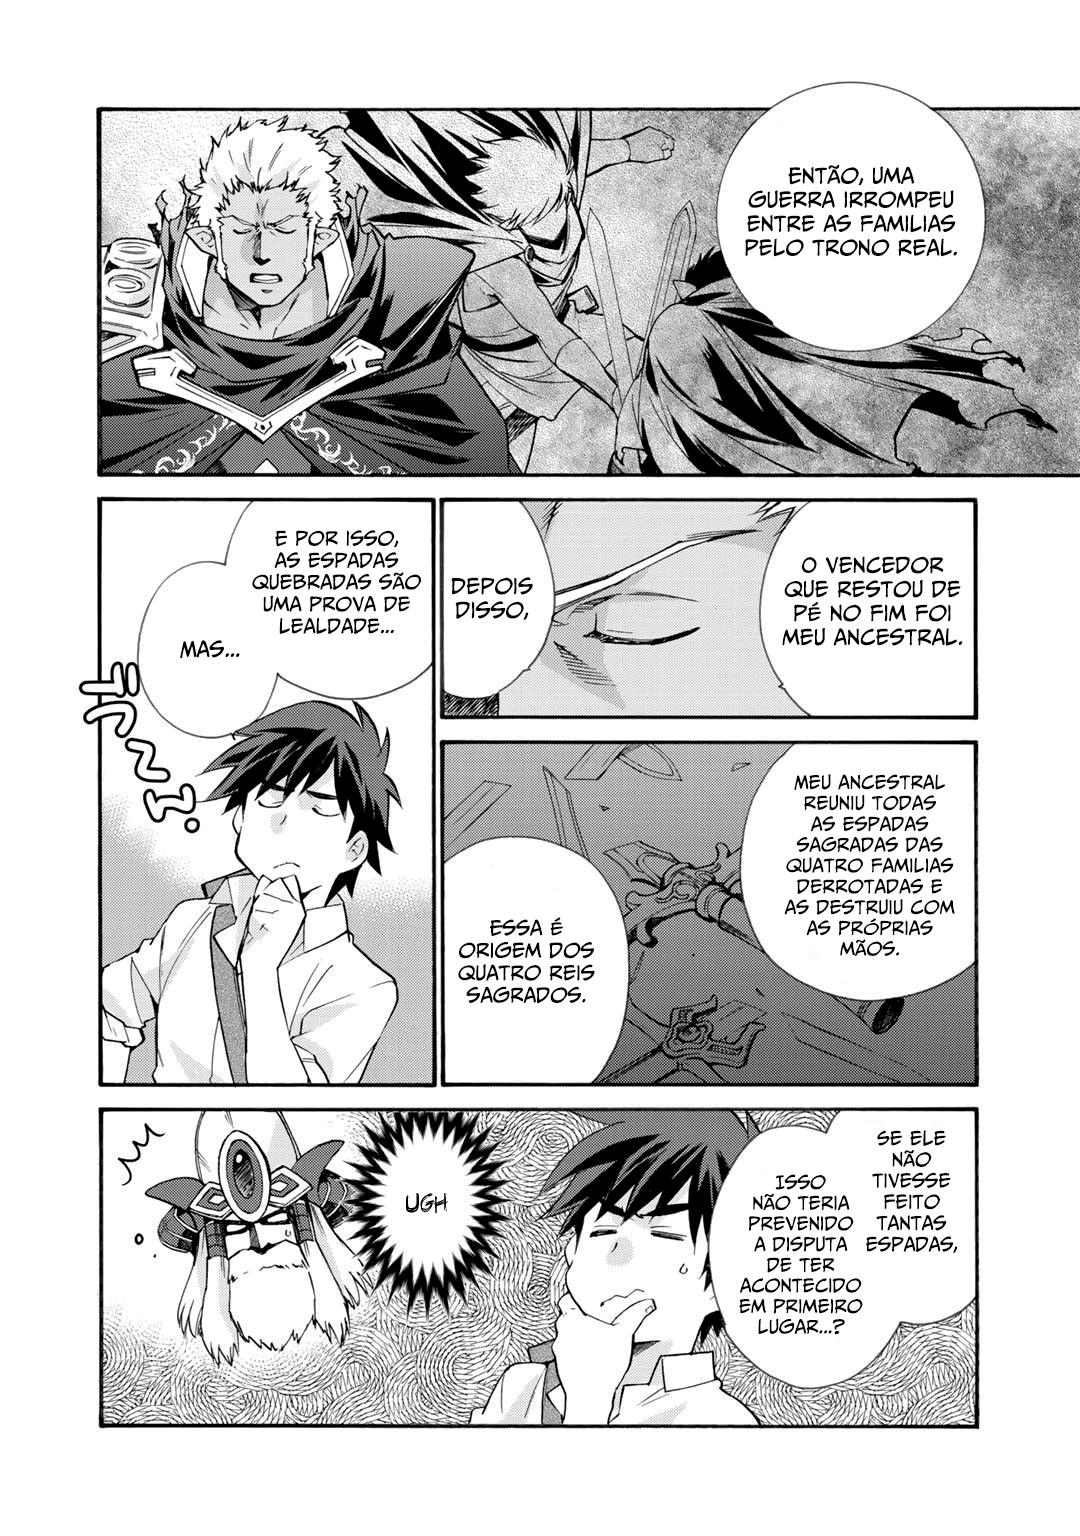 ENTÃO, UMA
GUERRA IRROMPEU
ENTRE AS FAMILIAS
PELO TRONO REAL.
O VENCEDOR
QUE RESTOU DE
PÉ NO FIM FOI
MEU ANCESTRAL.
DEPOIS
DISSO,
MEU ANCESTRAL
REUNIU TODAS
AS ESPADAS
SAGRADAS DAS
QUATRO FAMILIAS
DERROTADAS E
AS DESTRUIU COM
AS PRÓPRIAS
MÃOS.
ESSA É
ORIGEM DOS
QUATRO REIS
SAGRADOS.
E POR ISSO,
AS ESPADAS
QUEBRADAS SÃO
UMA PROVA DE
LEALDADE...
MAS...
SE ELE
NÃO
TIVESSE
FEITO
TANTAS
ESPADAS,
ISSO
NÃO TERIA
PREVENIDO
A DISPUTA
DE TER
ACONTECIDO
EM PRIMEIRO
LUGAR...?
UGH